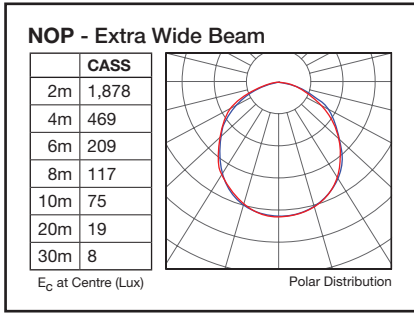 NOP - Extra Wide Beam
CASS
2m 1,878
4m 469
6m 209
8m 117
10m 75
20m 19
30m 8
EC at Centre (Lux)
Polar Distribution